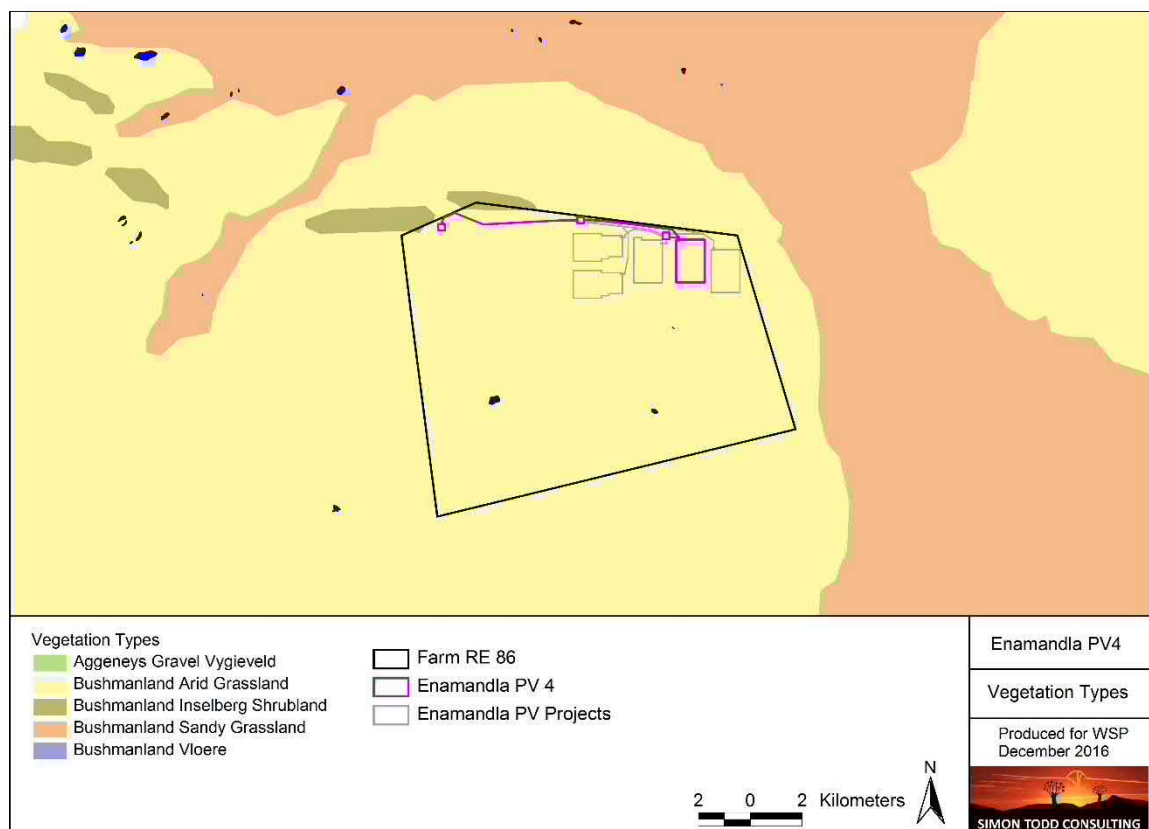 Vegetation Types
Aggeneys Gravel Vygieveld
Bushmanland Arid Grassland
Bushmanland Inselberg Shrubland
Bushmanland Sandy Grassland
Bushmanland Vloere
Farm RE 86
Enamandla PV 4
Enamandla PV Projects
N
2 0 2 Kilometers
Enamandla PV4
Vegetation Types
Produced for WSP
December 2016
SIMON TODD CONSULTING